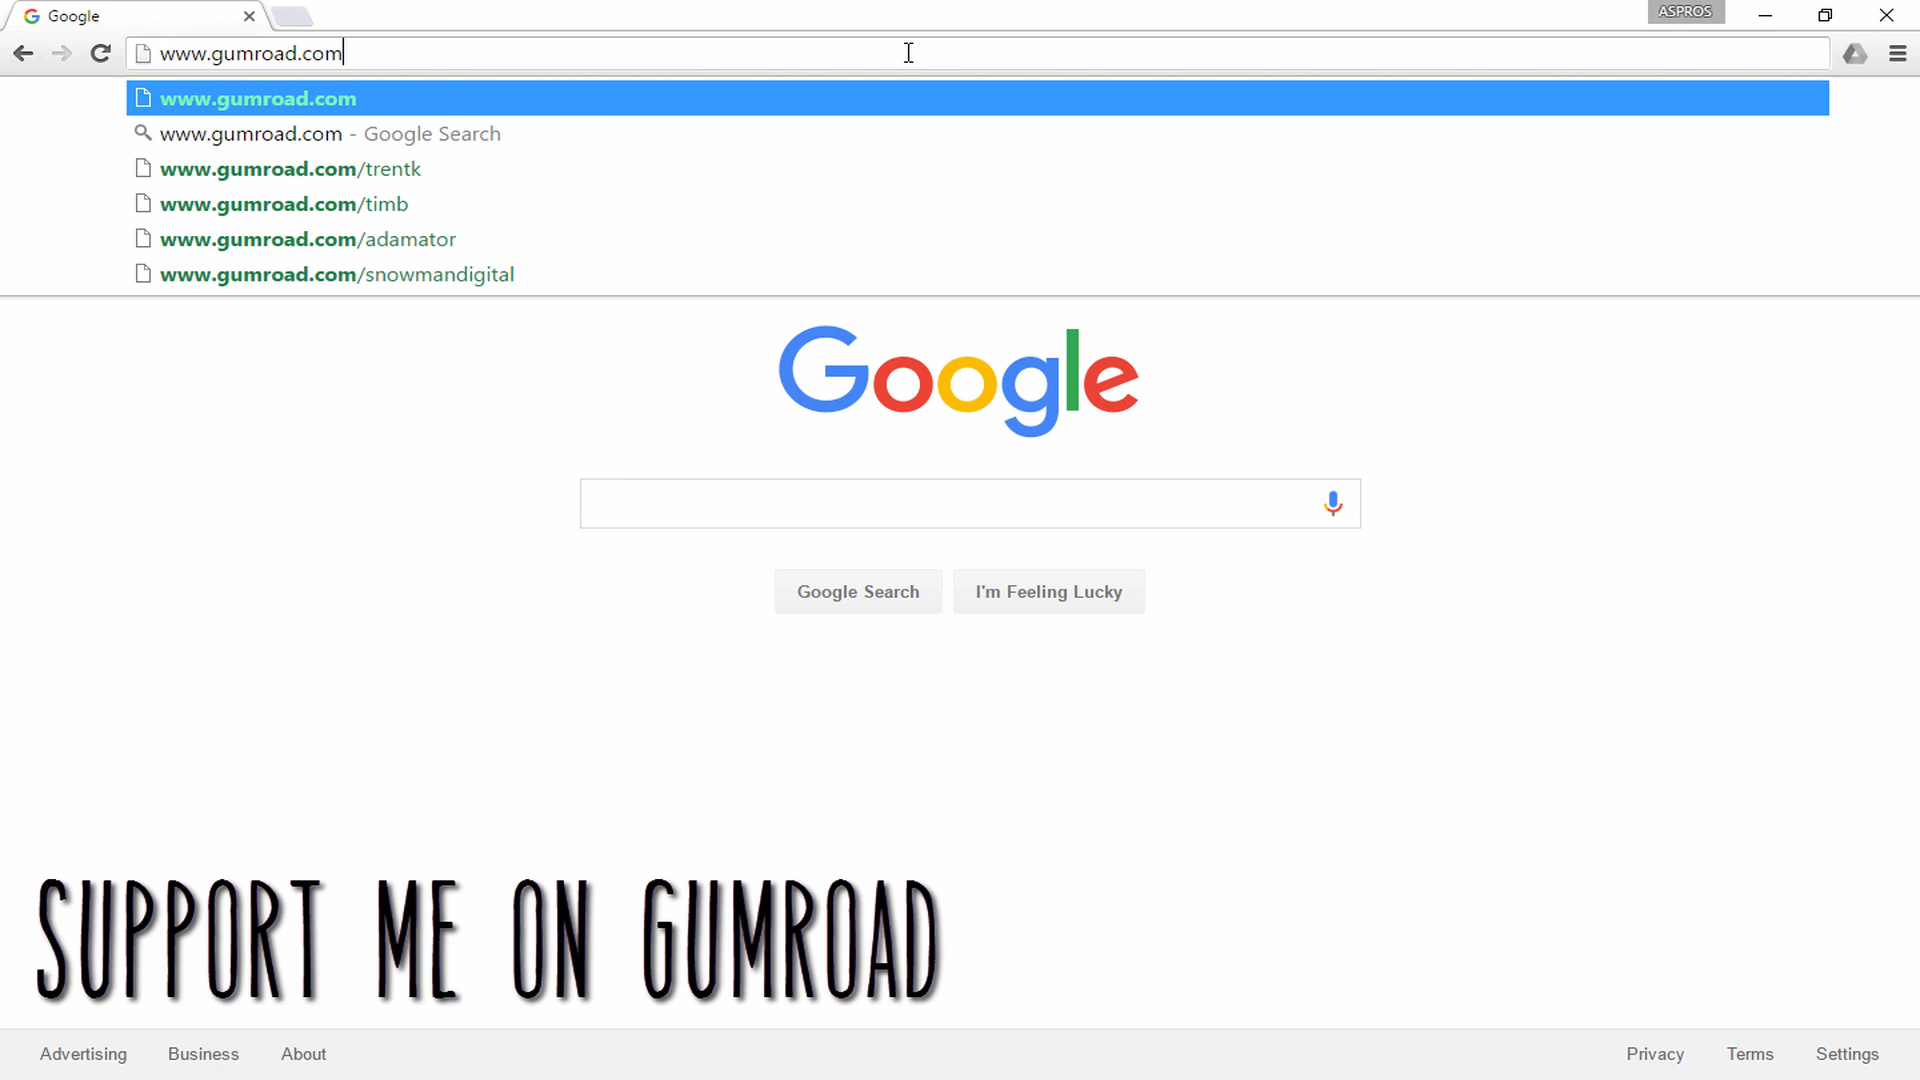 Google
ASPROS
www.gumroad.com
www.gumroad.com
www.gumroad.com - Google Search
www.gumroad.com/trentk
www.gumroad.com/timb
www.gumroad.com/adamator
www.gumroad.com/snowmandigital
Google
Google Search
I'm Feeling Lucky
SUPPORT ME ON GUMROAD
Advertising
Business
About
Privacy
Terms
Settings